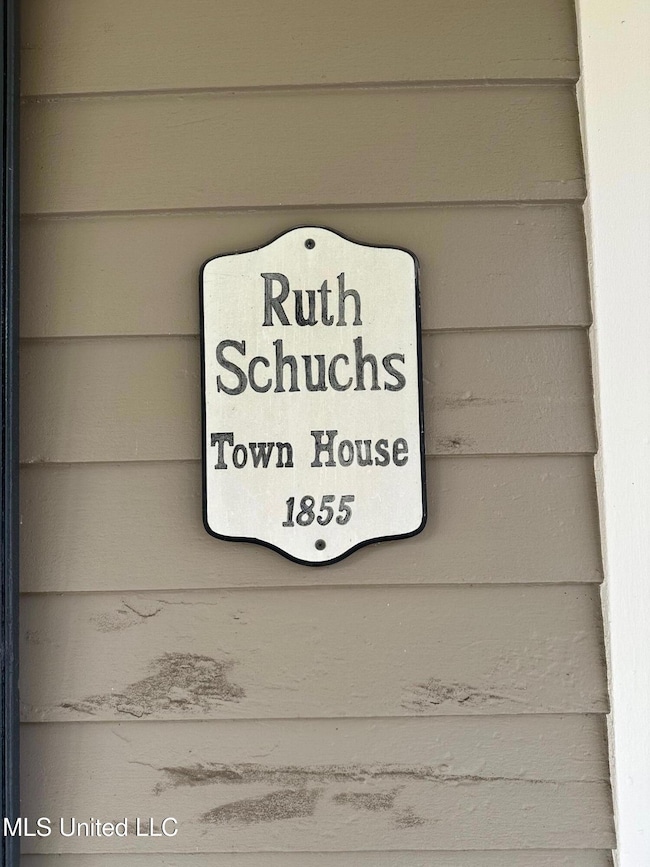 Ruth
Schuchs
Town House
1855
MLS United LLC